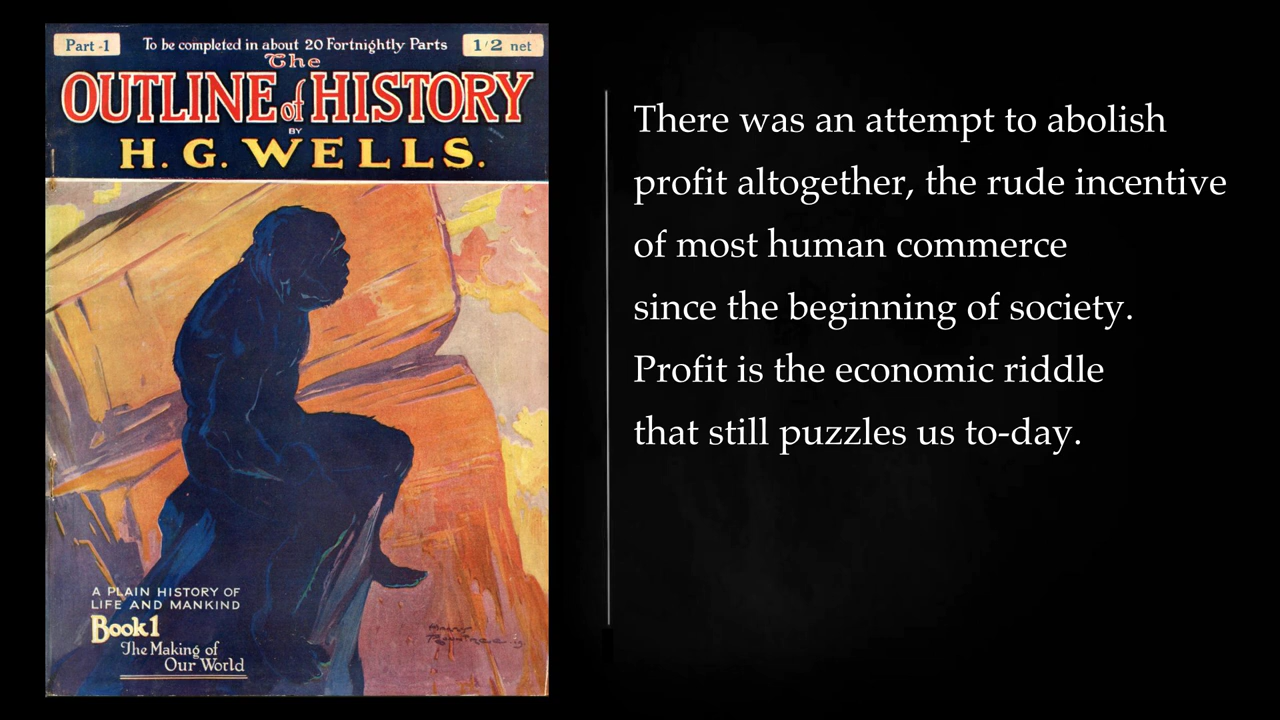 Part -1
To be completed in about 20 Fortnightly Parts
1/2 net
The
OUTLINE of HISTORY
BY
H. G. WELLS.
A PLAIN HISTORY OF
LIFE AND MANKIND
Book 1
The Making of
Our World
There was an attempt to abolish
profit altogether, the rude incentive
of most human commerce
since the beginning of society.
Profit is the economic riddle
that still puzzles us to-day.